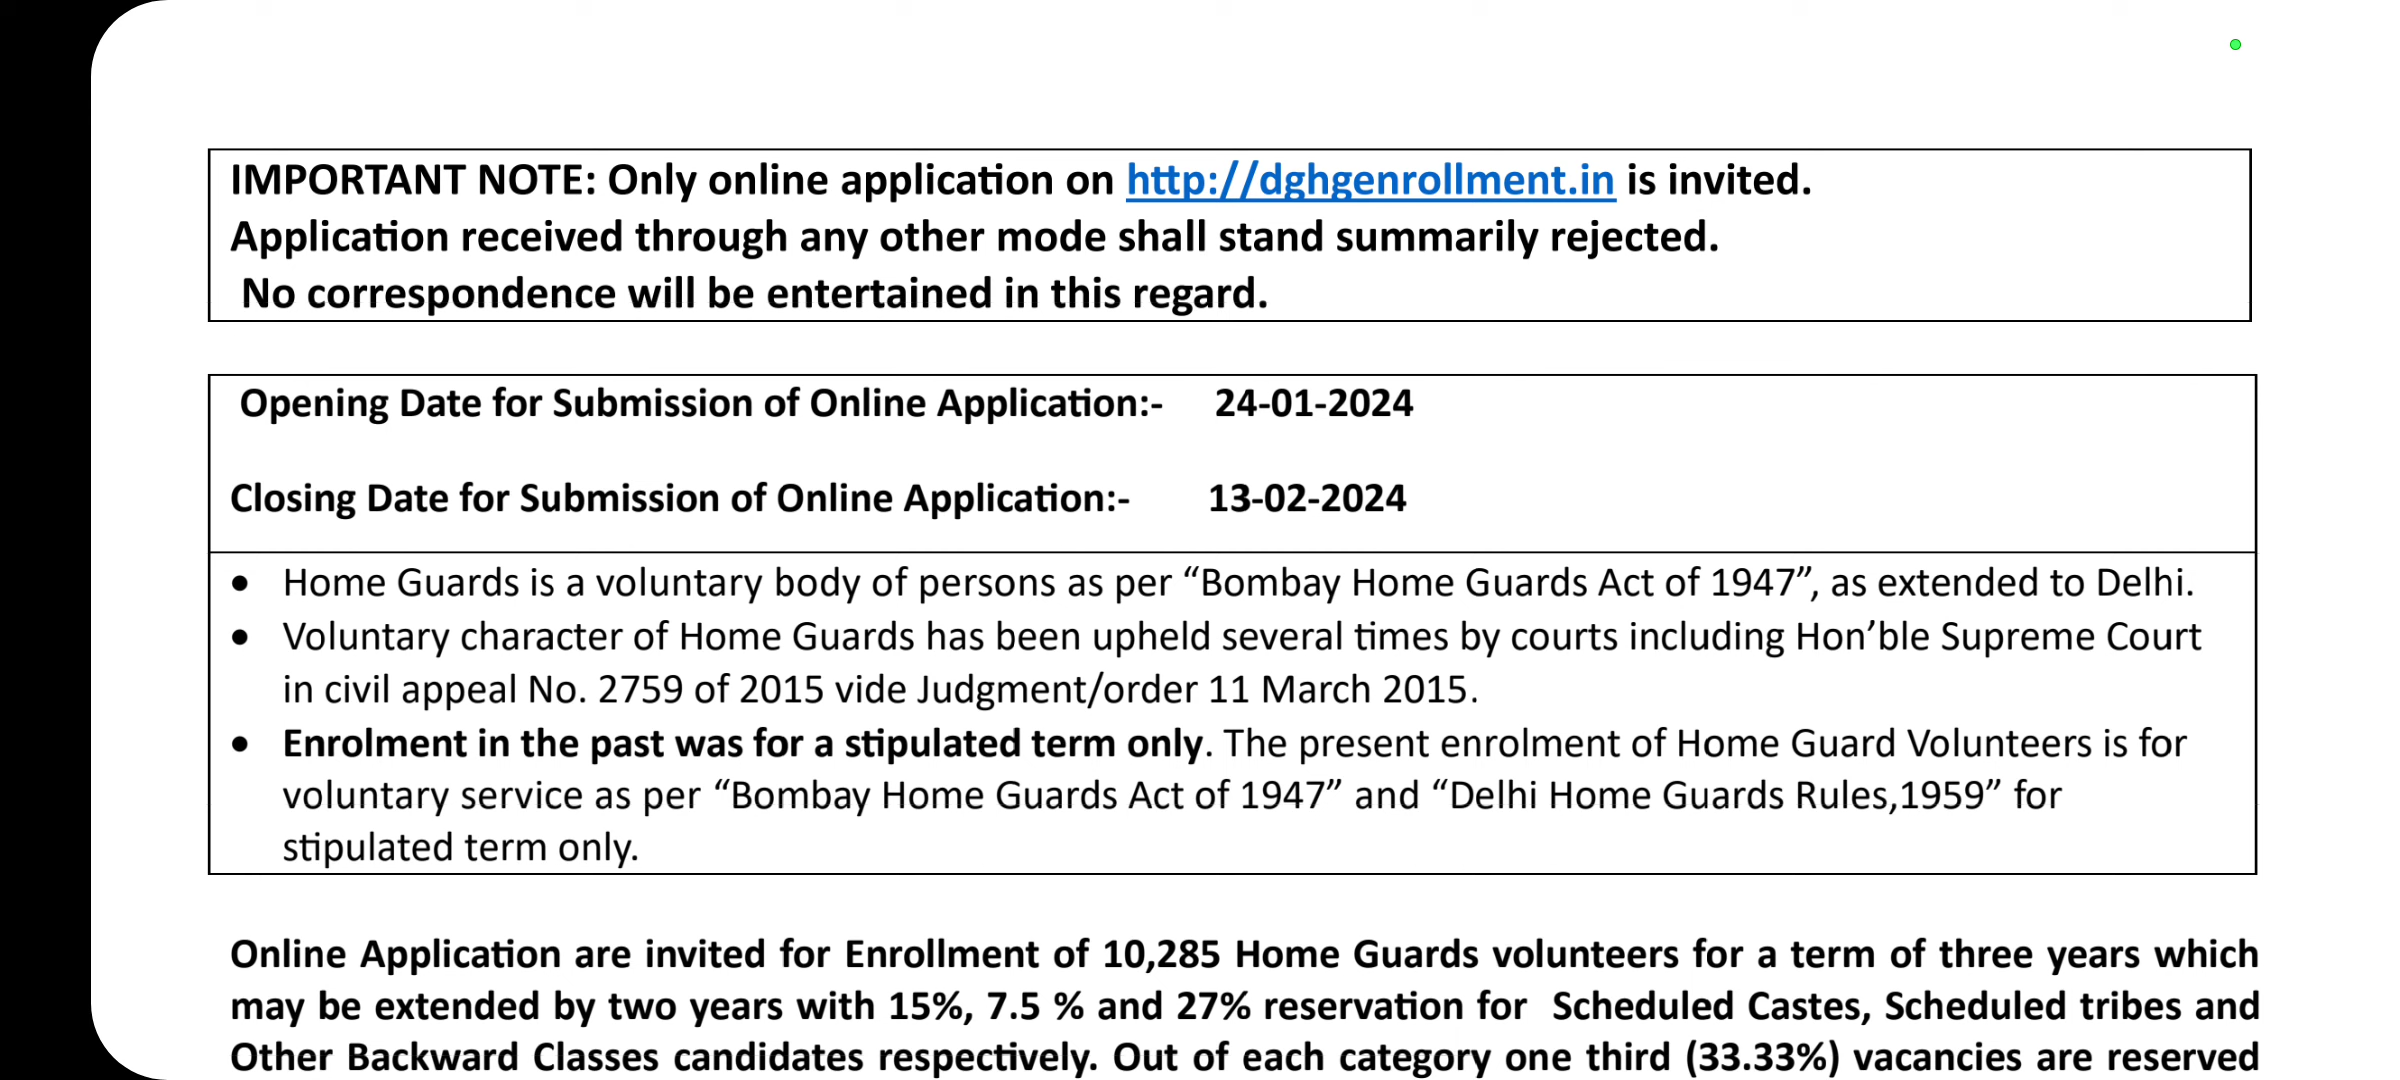 IMPORTANT NOTE: Only online application on http://dghgenrollment.in is invited.
Application received through any other mode shall stand summarily rejected.
No correspondence will be entertained in this regard.
Opening Date for Submission of Online Application:- 24-01-2024
Closing Date for Submission of Online Application:- 13-02-2024
• Home Guards is a voluntary body of persons as per “Bombay Home Guards Act of 1947”, as extended to Delhi.
• Voluntary character of Home Guards has been upheld several times by courts including Hon’ble Supreme Court
in civil appeal No. 2759 of 2015 vide Judgment/order 11 March 2015.
• Enrolment in the past was for a stipulated term only. The present enrolment of Home Guard Volunteers is for
voluntary service as per “Bombay Home Guards Act of 1947” and “Delhi Home Guards Rules,1959” for
stipulated term only.
Online Application are invited for Enrollment of 10,285 Home Guards volunteers for a term of three years which
may be extended by two years with 15%, 7.5 % and 27% reservation for Scheduled Castes, Scheduled tribes and
Other Backward Classes candidates respectively. Out of each category one third (33.33%) vacancies are reserved